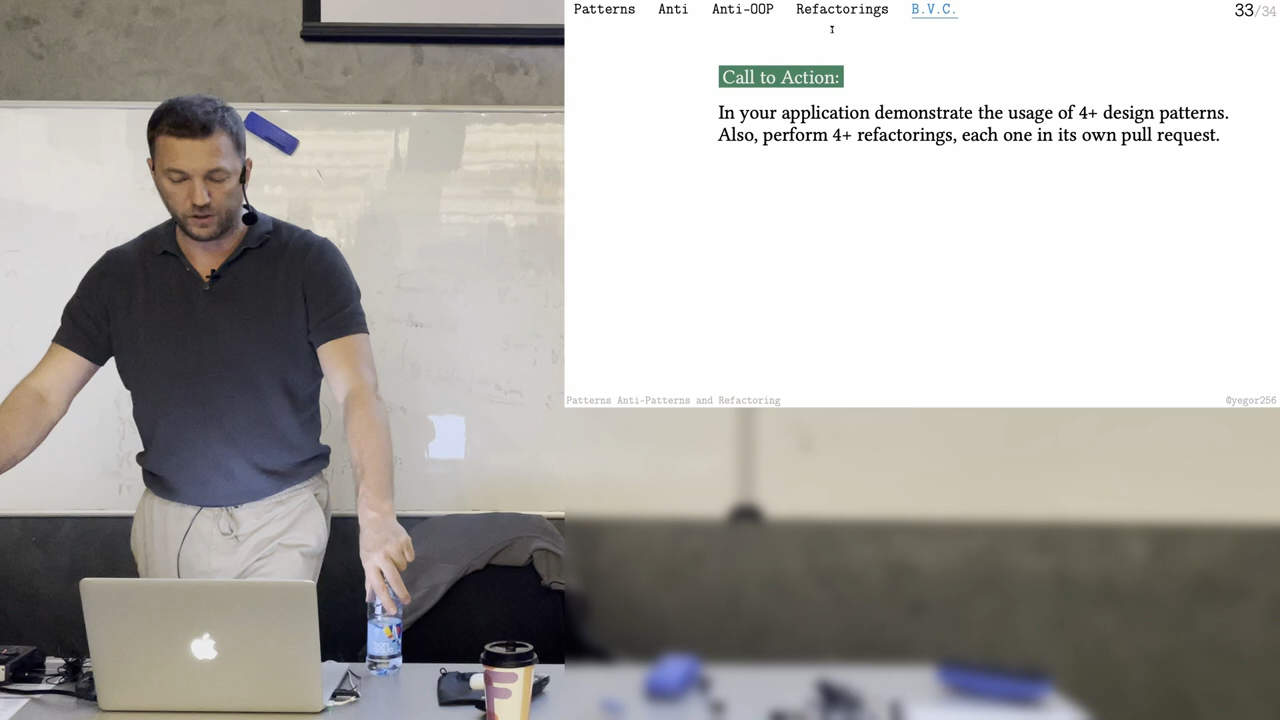 Patterns Anti Anti-OOP Refactorings B.V.C. 33/34
Call to Action:
In your application demonstrate the usage of 4+ design patterns.
Also, perform 4+ refactorings, each one in its own pull request.
Patterns Anti-Patterns and Refactoring @yegor256